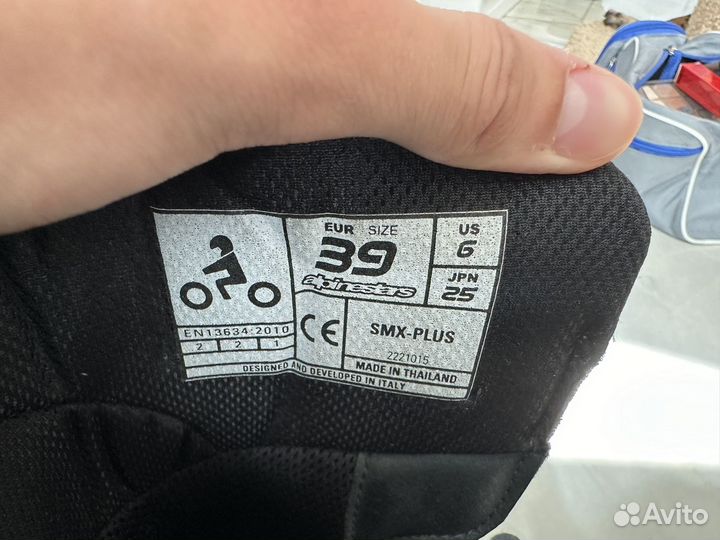 EUR SIZE
39
alpinestars
US
6
JPN
25
EN13634:2010
2 2 1
CE
SMX-PLUS
2221015
MADE IN THAILAND
DESIGNED AND DEVELOPED IN ITALY
Avito